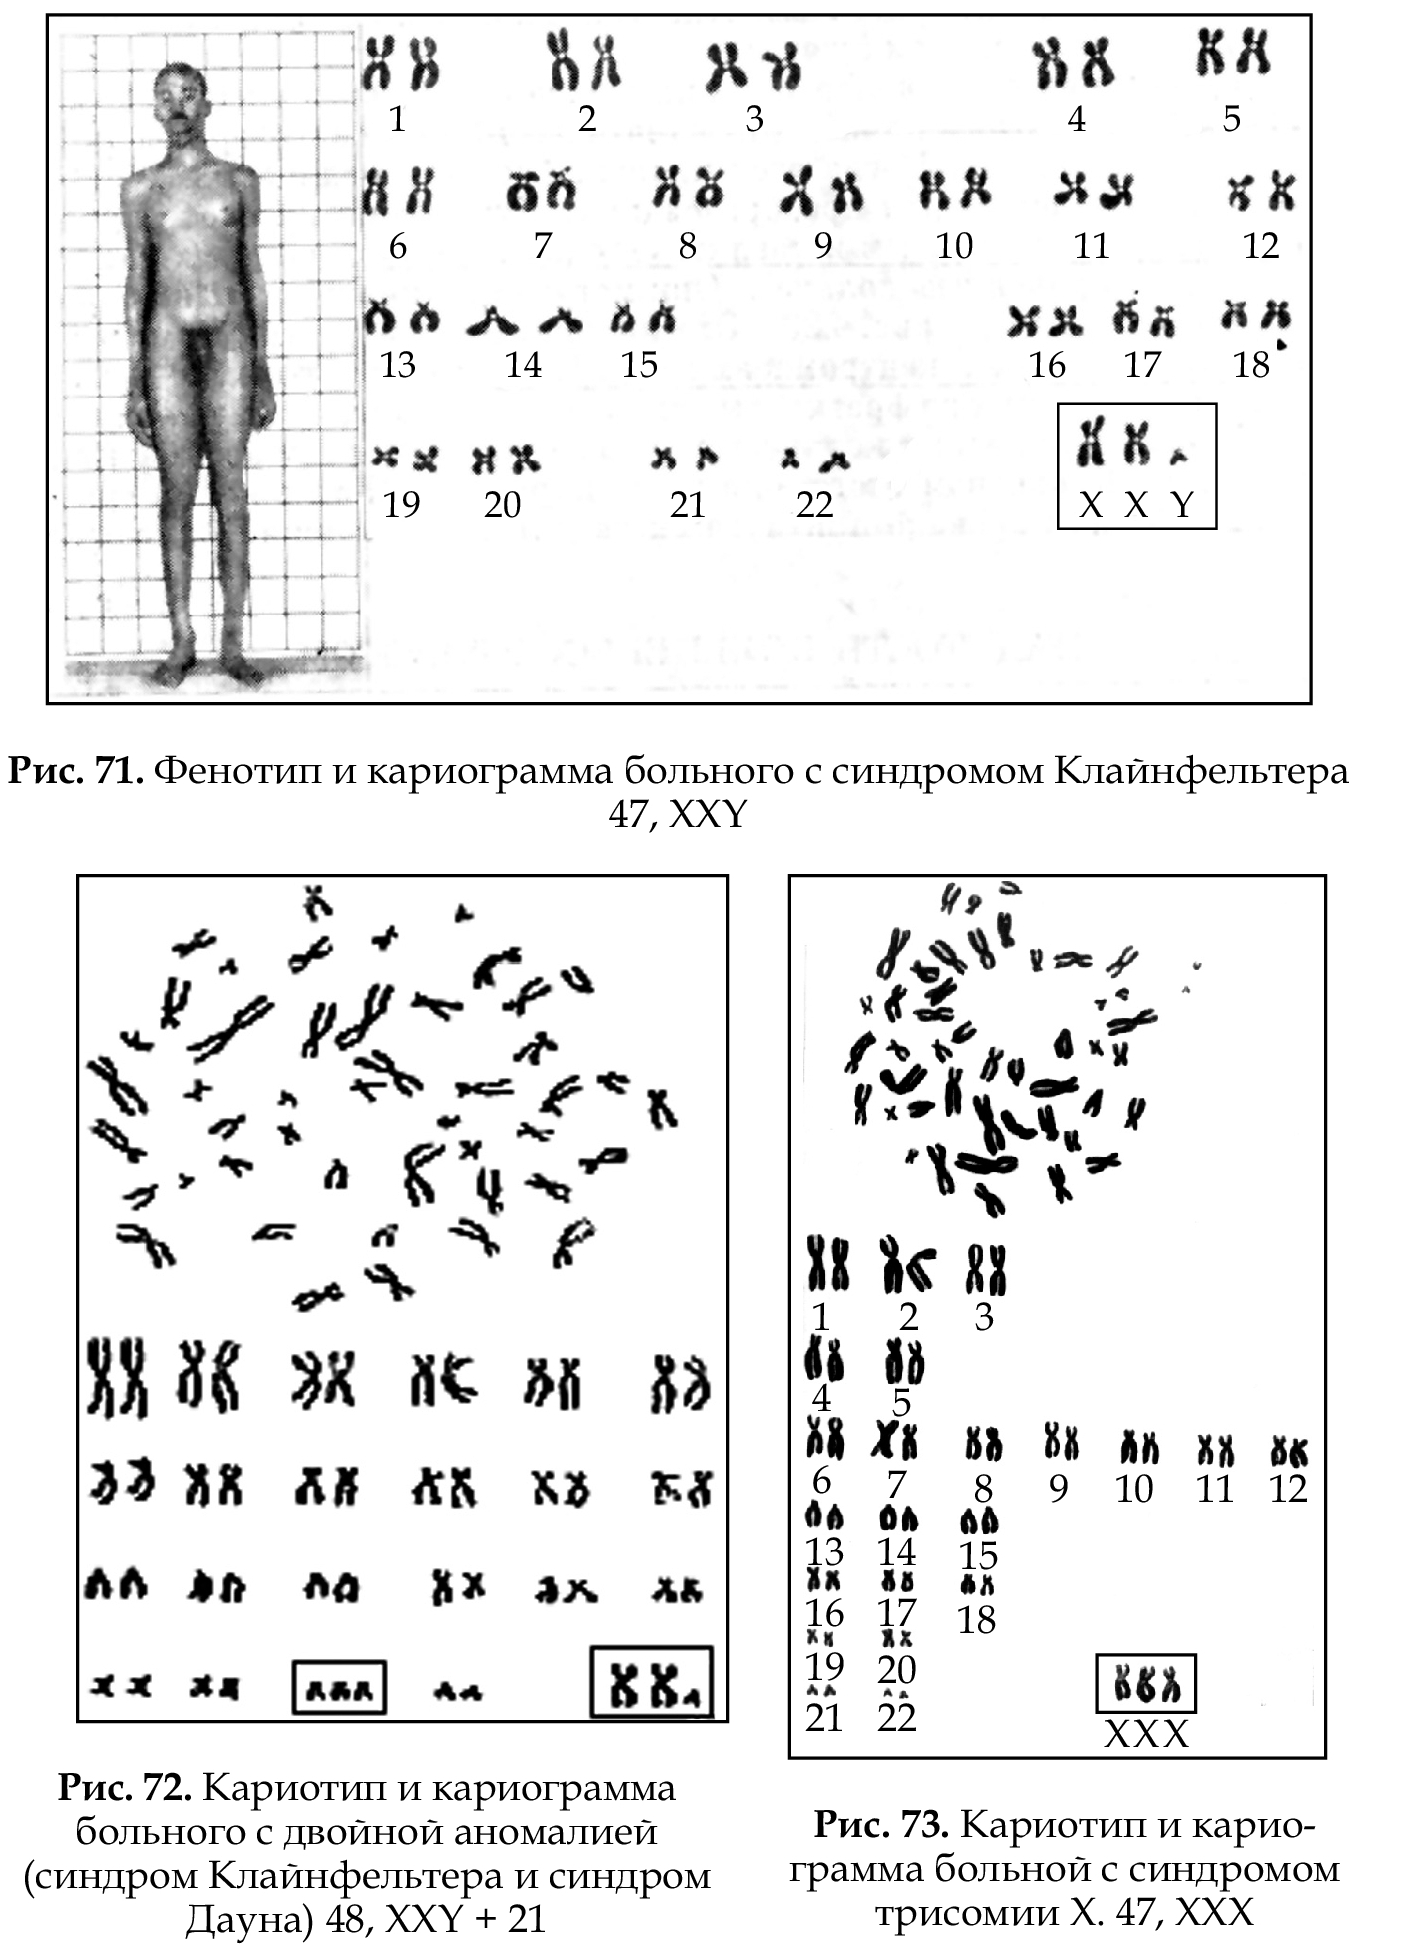 1 2 3 4 5
6 7 8 9 10 11 12
13 14 15 16 17 18
19 20 21 22 X X Y
Рис. 71. Фенотип и кариограмма больного с синдромом Клайнфельтера
47, XXY
Рис. 72. Кариотип и кариограмма
больного с двойной аномалией
(синдром Клайнфельтера и синдром
Дауна) 48, XXY + 21
1 2 3
4 5
6 7 8 9 10 11 12
13 14 15
16 17 18
19 20
21 22 XXX
Рис. 73. Кариотип и карио-
грамма больной с синдромом
трисомии X. 47, XXX